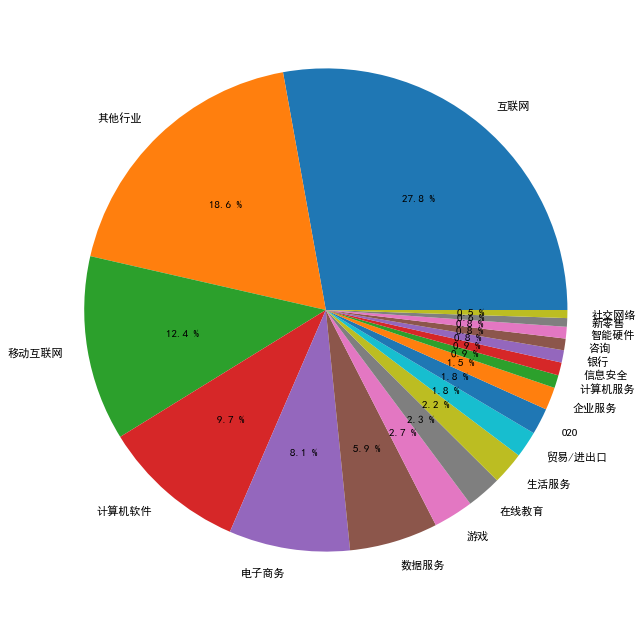 互联网
27.8 %
其他行业
18.6 %
移动互联网
12.4 %
计算机软件
9.7 %
电子商务
8.1 %
数据服务
5.9 %
游戏
2.7 %
在线教育
2.3 %
生活服务
2.2 %
贸易/进出口
1.8 %
O2O
1.8 %
企业服务
1.5 %
计算机服务
0.9 %
信息安全
0.9 %
银行
0.8 %
咨询
0.8 %
智能硬件
0.8 %
新零售
0.6 %
社交网络
0.5 %